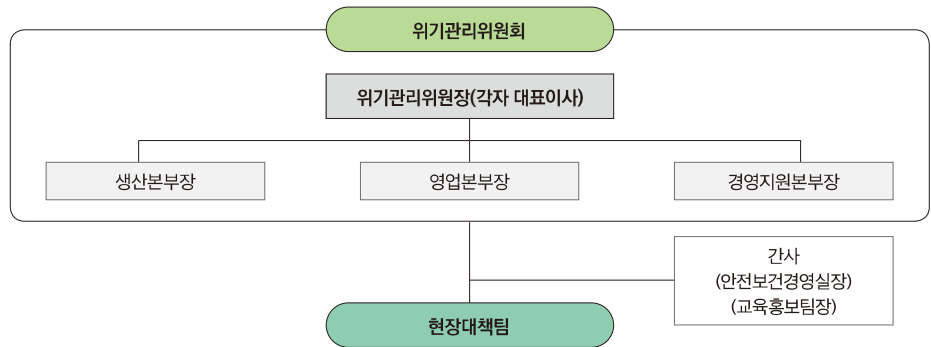 위기관리위원회
위기관리위원장(각자 대표이사)
생산본부장
영업본부장
경영지원본부장
간사
(안전보건경영실장)
(교육홍보팀장)
현장대책팀